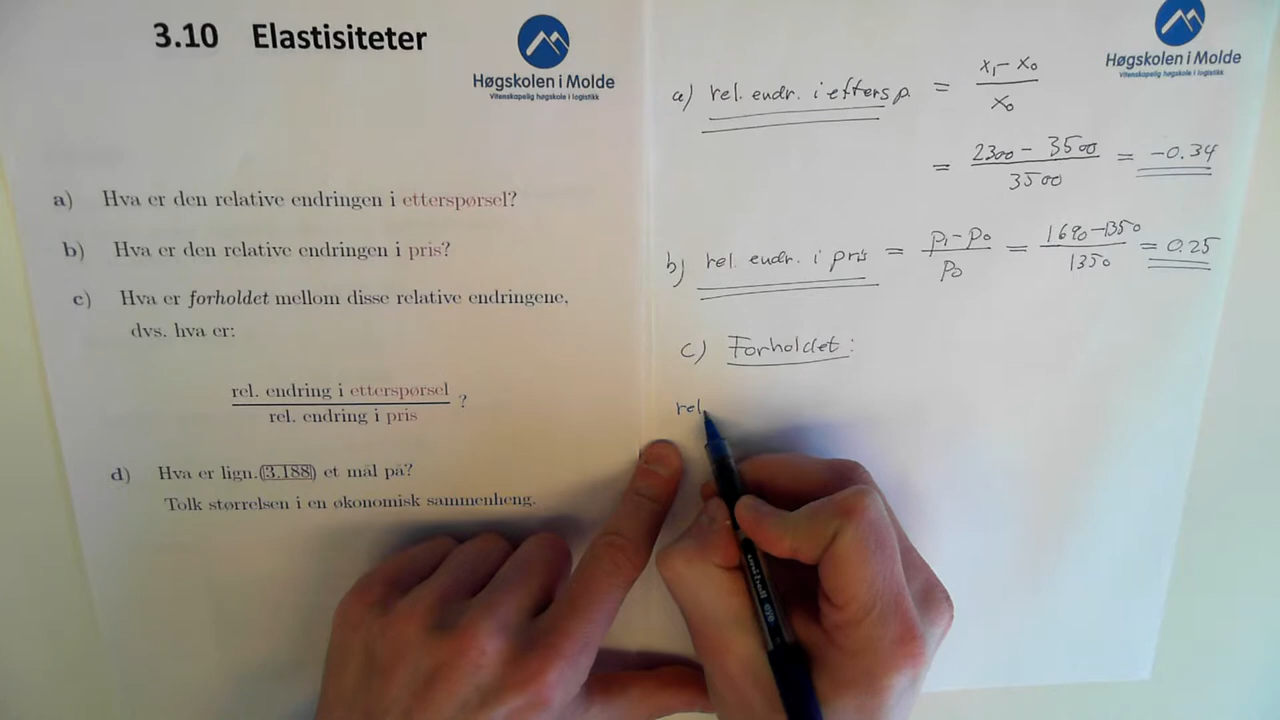 3.10 Elastisiteter
Høgskolen i Molde
Vitenskapelig høgskole i logistikk
a) Hva er den relative endringen i etterspørsel?
b) Hva er den relative endringen i pris?
c) Hva er forholdet mellom disse relative endringene,
dvs. hva er:
rel. endring i etterspørsel
rel. endring i pris
?
d) Hva er lign.(3.188) et mål på?
Tolk størrelsen i en økonomisk sammenheng.
Høgskolen i Molde
Vitenskapelig høgskole i logistikk
a) rel. endr. i ettersp. = x₁ - x₀
x₀
= 2300 - 3500 = -0.34
3500
b) rel. endr. i pris = p₁ - p₀ = 1690 - 1350 = 0.25
p₀ 1350
c) Forholdet:
rel
uni-ball eye